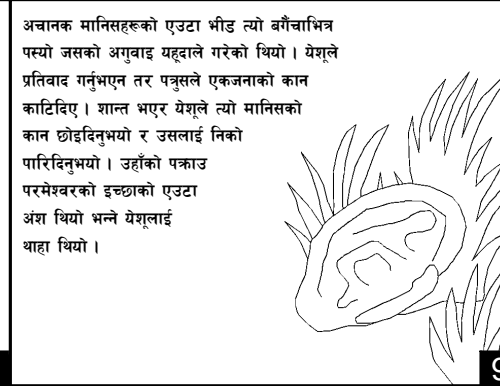 अचानक मानिसहरूको एउटा भीड त्यो बगैंचाभित्र
पस्यो जसको अगुवाइ यहूदाले गरेको थियो । येशूले
प्रतिवाद गर्नुभएन तर पत्रुसले एकजनाको कान
काटिदिए । शान्त भएर येशूले त्यो मानिसको
कान छोइदिनुभयो र उसलाई निको
पारिदिनुभयो । उहाँको पक्राउ
परमेश्वरको इच्छाको एउटा
अंश थियो भन्ने येशूलाई
थाहा थियो ।